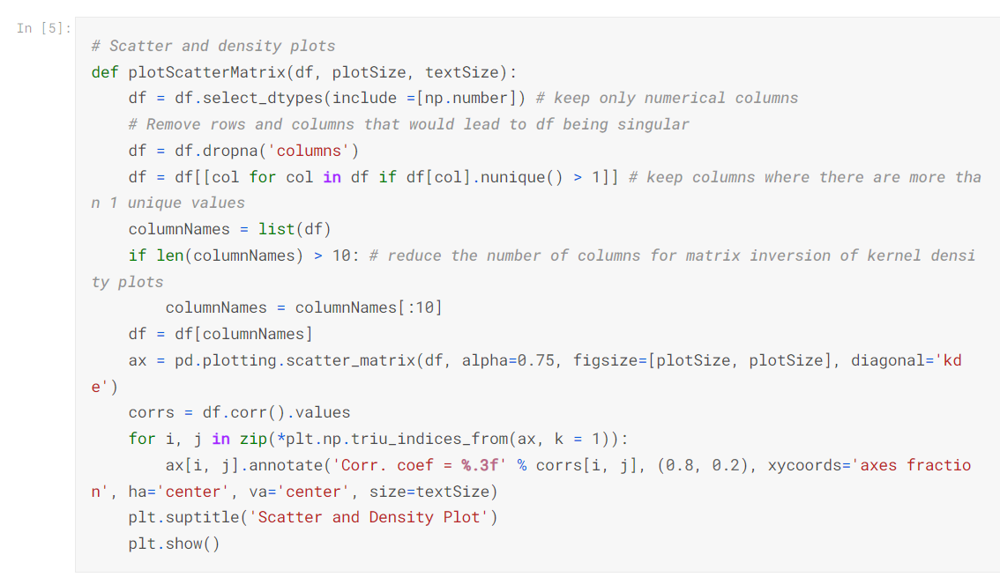 In [5]:
# Scatter and density plots
def plotScatterMatrix(df, plotSize, textSize):
    df = df.select_dtypes(include =[np.number]) # keep only numerical columns
    # Remove rows and columns that would lead to df being singular
    df = df.dropna('columns')
    df = df[[col for col in df if df[col].nunique() > 1]] # keep columns where there are more tha
n 1 unique values
    columnNames = list(df)
    if len(columnNames) > 10: # reduce the number of columns for matrix inversion of kernel densi
ty plots
        columnNames = columnNames[:10]
    df = df[columnNames]
    ax = pd.plotting.scatter_matrix(df, alpha=0.75, figsize=[plotSize, plotSize], diagonal='kd
e')
    corrs = df.corr().values
    for i, j in zip(*plt.np.triu_indices_from(ax, k = 1)):
        ax[i, j].annotate('Corr. coef = %.3f' % corrs[i, j], (0.8, 0.2), xycoords='axes fractio
n', ha='center', va='center', size=textSize)
    plt.suptitle('Scatter and Density Plot')
    plt.show()